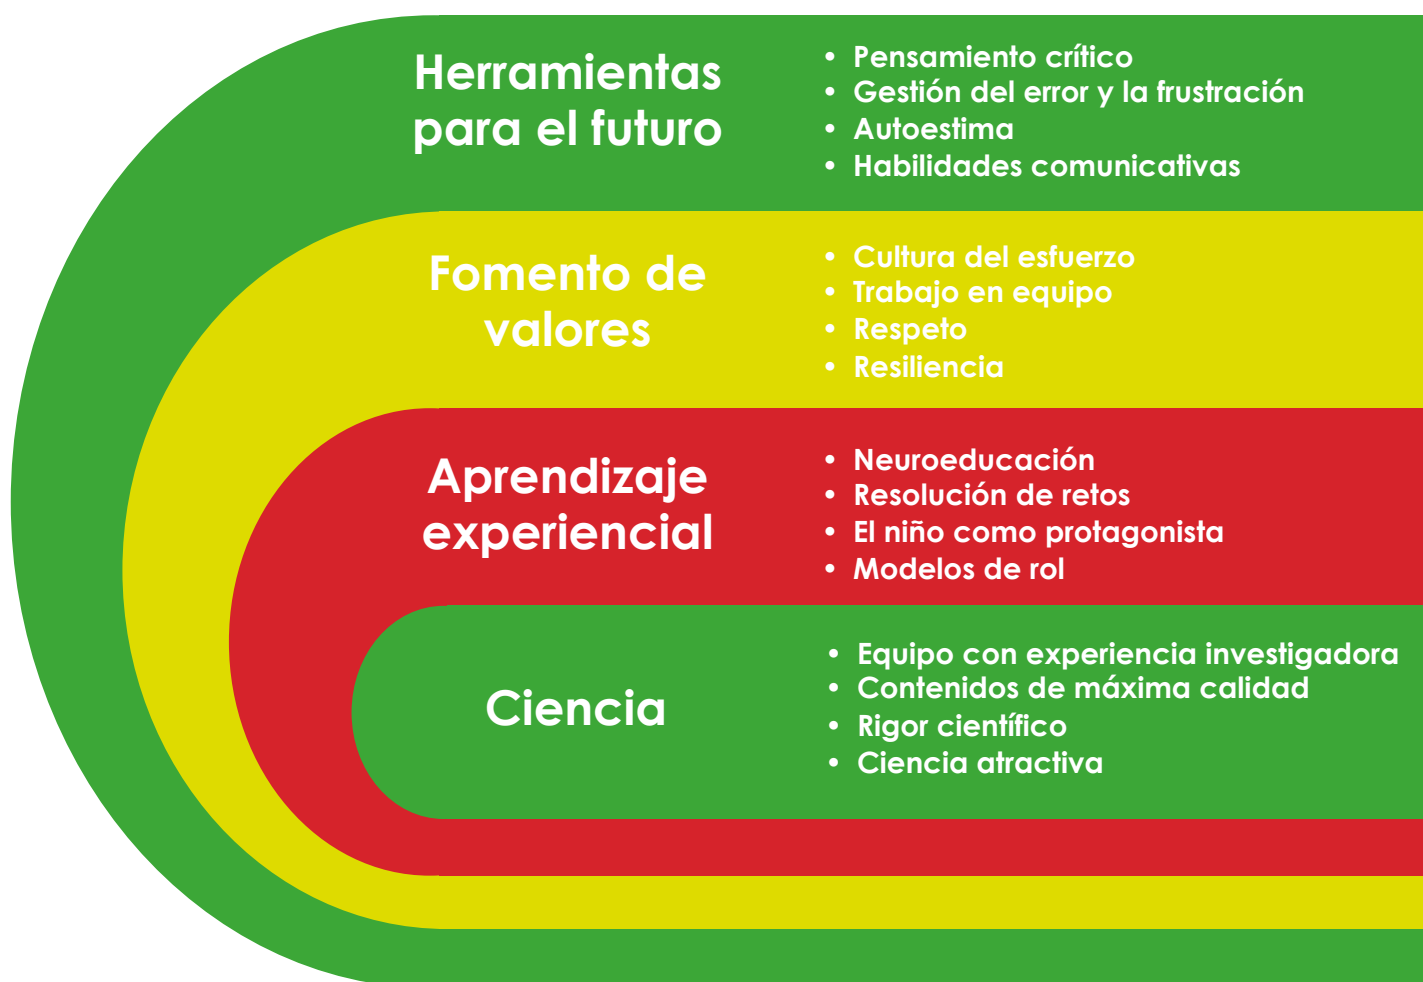 Herramientas
para el futuro
• Pensamiento crítico
• Gestión del error y la frustración
• Autoestima
• Habilidades comunicativas
Fomento de
valores
• Cultura del esfuerzo
• Trabajo en equipo
• Respeto
• Resiliencia
Aprendizaje
experiencial
• Neuroeducación
• Resolución de retos
• El niño como protagonista
• Modelos de rol
Ciencia
• Equipo con experiencia investigadora
• Contenidos de máxima calidad
• Rigor científico
• Ciencia atractiva